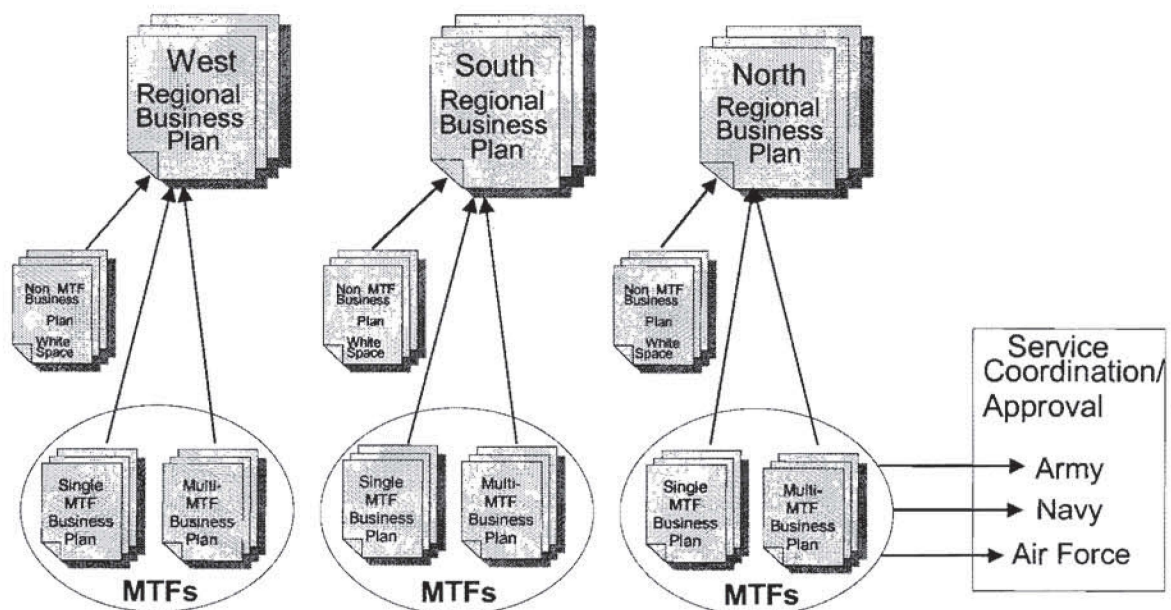 West
Regional
Business
Plan
South
Regional
Business
Plan
North
Regional
Business
Plan
Non MTF
Business
Plan
White
Space
Non MTF
Business
Plan
White
Space
Non MTF
Business
Plan
White
Space
Single
MTF
Business
Plan
Multi-
MTF
Business
Plan
MTFs
Single
MTF
Business
Plan
Multi-
MTF
Business
Plan
MTFs
Single
MTF
Business
Plan
Multi-
MTF
Business
Plan
MTFs
Service
Coordination/
Approval
Army
Navy
Air Force